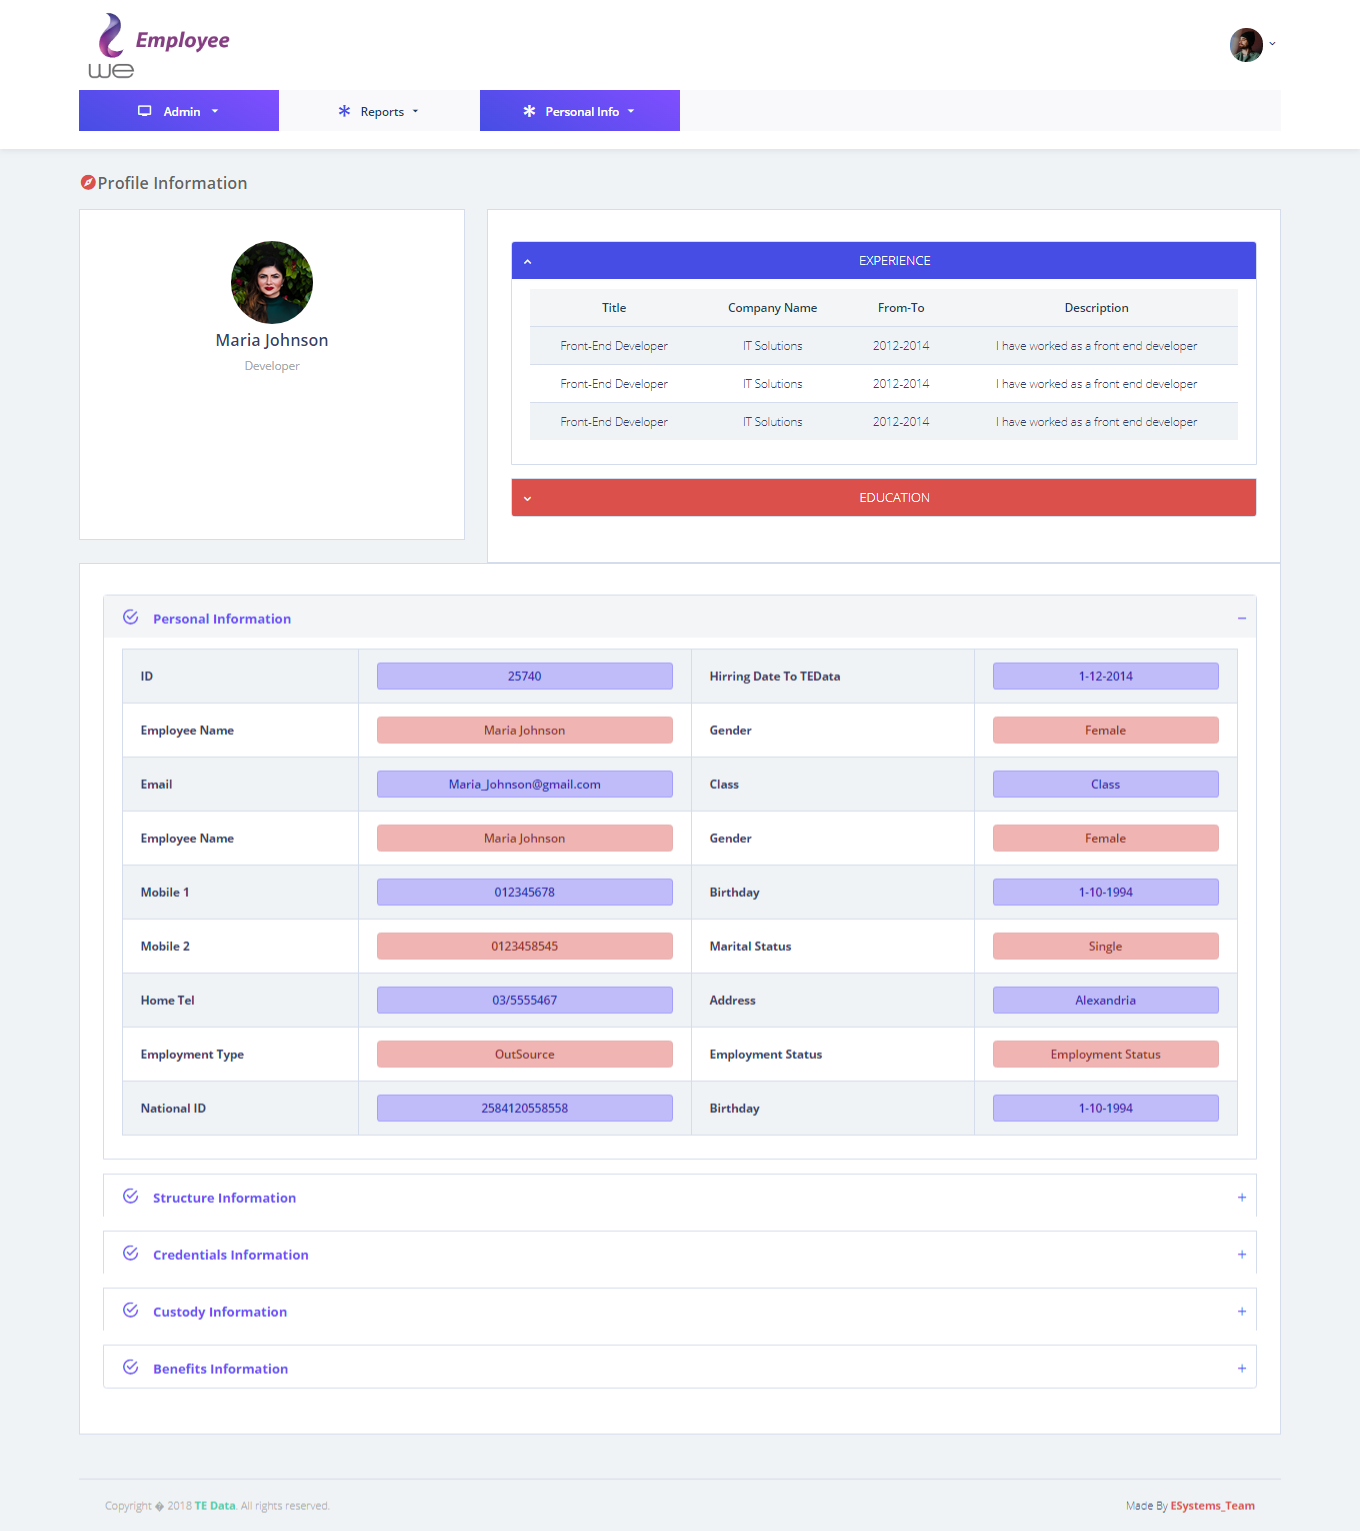 Employee
we
Admin Reports Personal Info
Profile Information
Maria Johnson
Developer
EXPERIENCE
Title Company Name From-To Description
Front-End Developer IT Solutions 2012-2014 I have worked as a front end developer
Front-End Developer IT Solutions 2012-2014 I have worked as a front end developer
Front-End Developer IT Solutions 2012-2014 I have worked as a front end developer
EDUCATION
Personal Information
ID 25740 Hirring Date To TEData 1-12-2014
Employee Name Maria Johnson Gender Female
Email Maria_Johnson@gmail.com Class Class
Employee Name Maria Johnson Gender Female
Mobile 1 012345678 Birthday 1-10-1994
Mobile 2 0123458545 Marital Status Single
Home Tel 03/5555467 Address Alexandria
Employment Type OutSource Employment Status Employment Status
National ID 2584120558558 Birthday 1-10-1994
Structure Information
Credentials Information
Custody Information
Benefits Information
Copyright � 2018 TE Data. All rights reserved. Made By ESystems_Team